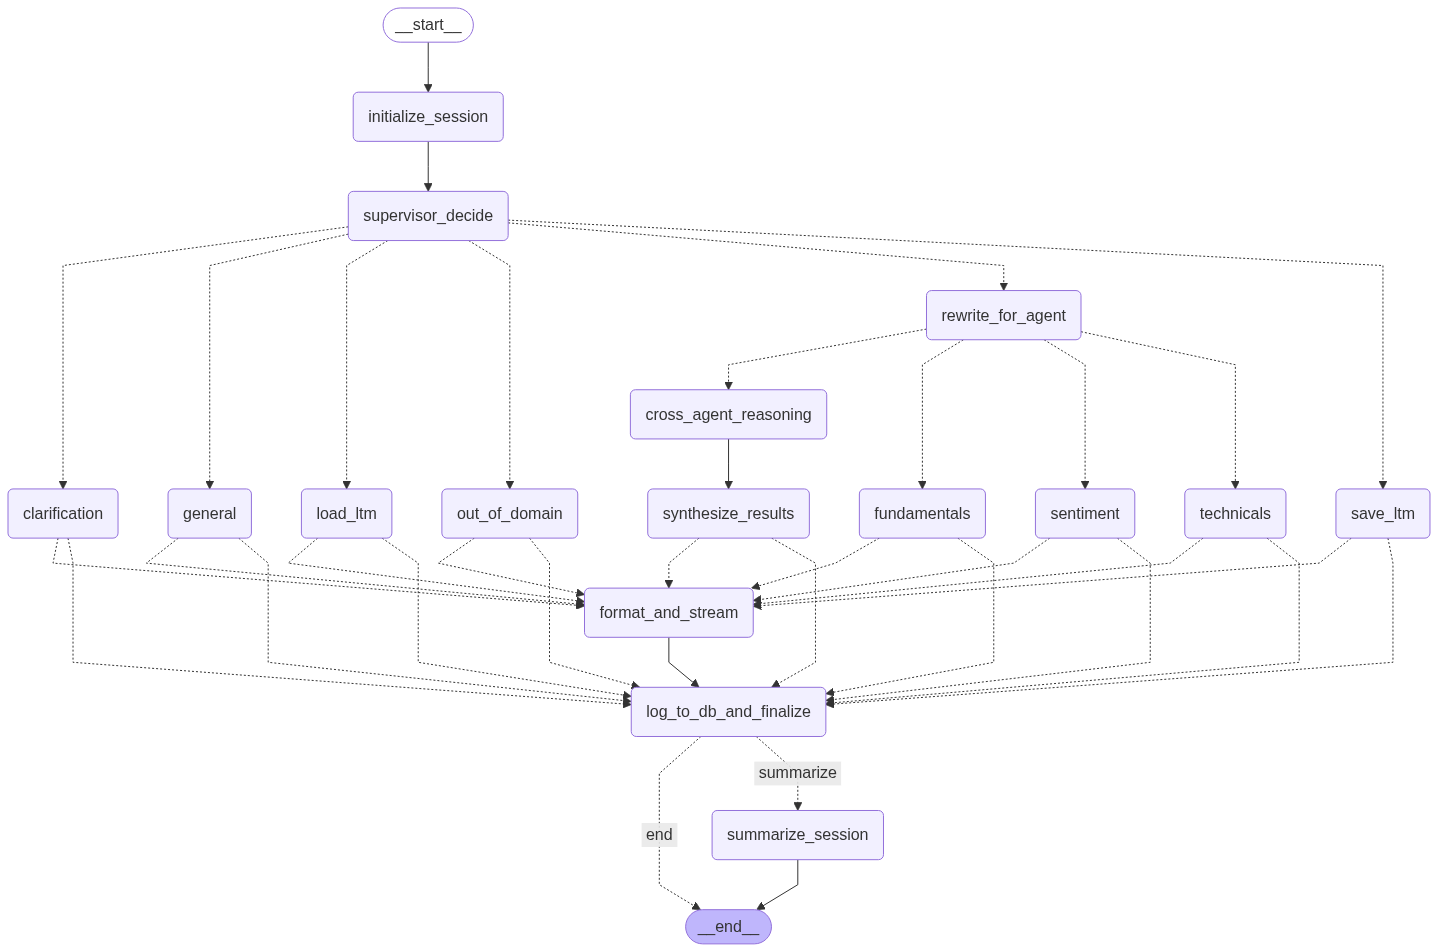 __start__
initialize_session
supervisor_decide
rewrite_for_agent
cross_agent_reasoning
clarification
general
load_ltm
out_of_domain
synthesize_results
fundamentals
sentiment
technicals
save_ltm
format_and_stream
log_to_db_and_finalize
summarize
end
summarize_session
__end__